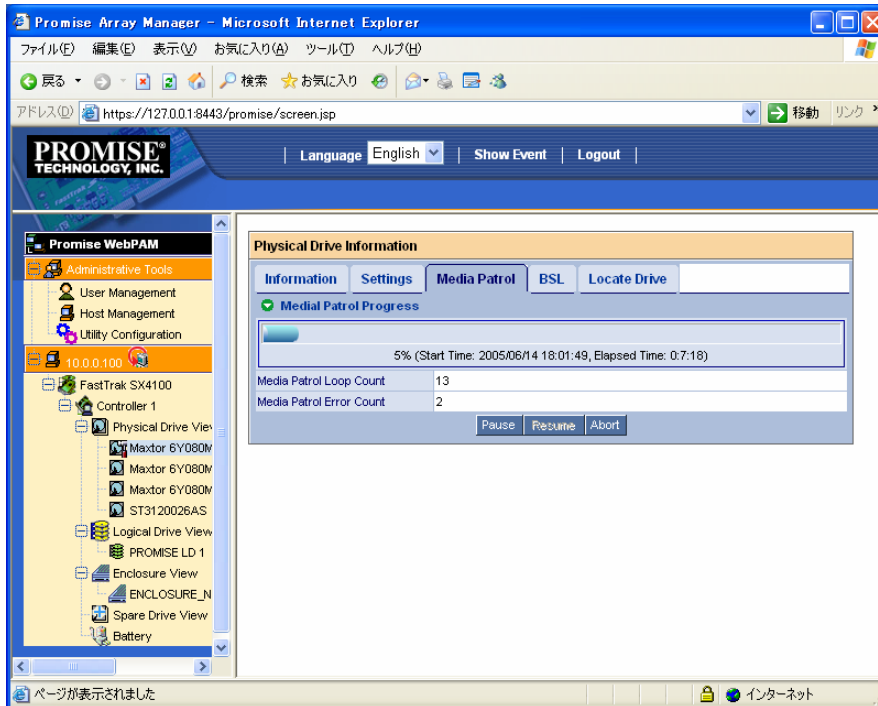 Promise Array Manager - Microsoft Internet Explorer
ファイル(F) 編集(E) 表示(V) お気に入り(A) ツール(T) ヘルプ(H)
戻る 検索 お気に入り
アドレス(D) https://127.0.0.1:8443/promise/screen.jsp 移動 リンク »
PROMISE®
TECHNOLOGY, INC.
| Language English | Show Event | Logout |
Promise WebPAM
Administrative Tools
User Management
Host Management
Utility Configuration
10.0.0.100
FastTrak SX4100
Controller 1
Physical Drive View
Maxtor 6Y080M
Maxtor 6Y080M
Maxtor 6Y080M
ST3120026AS
Logical Drive View
PROMISE LD 1
Enclosure View
ENCLOSURE_N
Spare Drive View
Battery
Physical Drive Information
Information Settings Media Patrol BSL Locate Drive
Medial Patrol Progress
5% (Start Time: 2005/06/14 18:01:49, Elapsed Time: 0:7:18)
Media Patrol Loop Count 13
Media Patrol Error Count 2
Pause Resume Abort
ページが表示されました インターネット